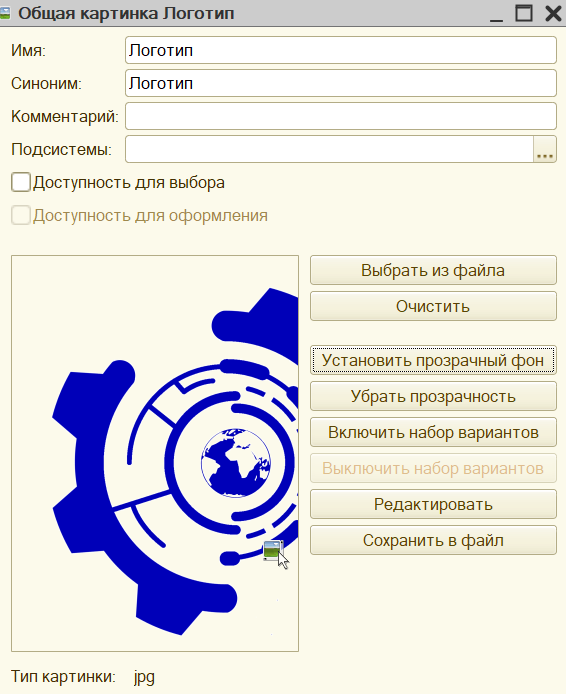 Общая картинка Логотип
Имя: Логотип
Синоним: Логотип
Комментарий:
Подсистемы: ...
Доступность для выбора
Доступность для оформления
Выбрать из файла
Очистить
Установить прозрачный фон
Убрать прозрачность
Включить набор вариантов
Выключить набор вариантов
Редактировать
Сохранить в файл
Тип картинки: jpg